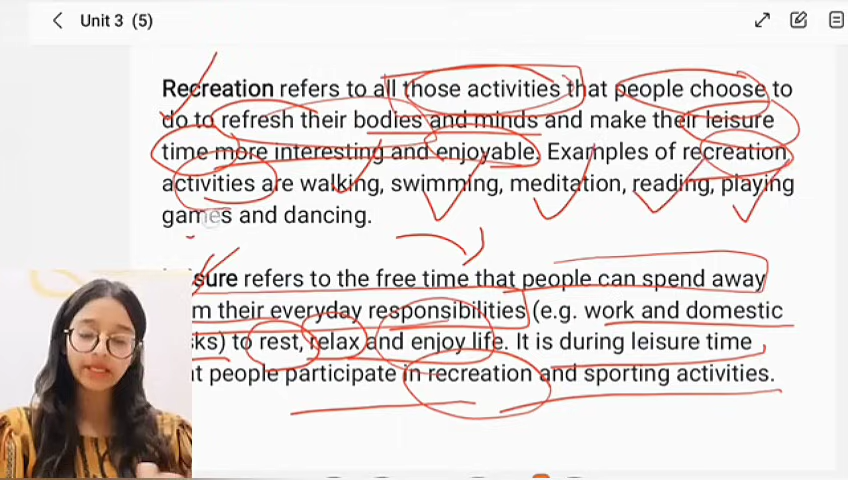 Unit 3 (5)
Recreation refers to all those activities that people choose to
do to refresh their bodies and minds and make their leisure
time more interesting and enjoyable. Examples of recreation
activities are walking, swimming, meditation, reading, playing
games and dancing.
sure refers to the free time that people can spend away
m their everyday responsibilities (e.g. work and domestic
sks) to rest, relax and enjoy life. It is during leisure time
t people participate in recreation and sporting activities.